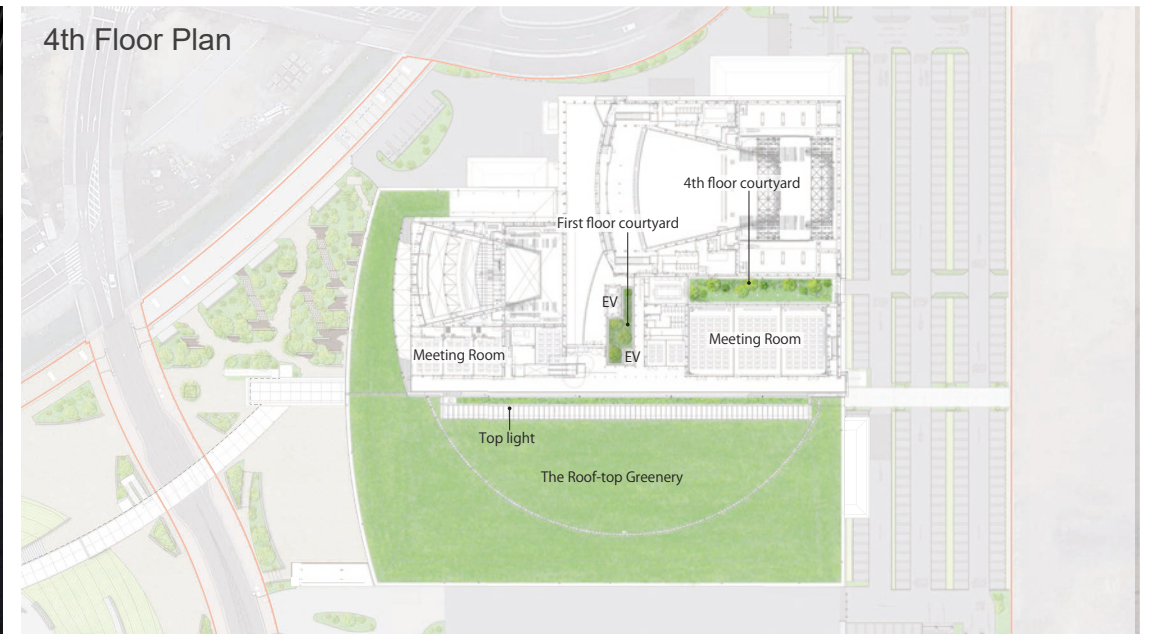 4th Floor Plan
4th floor courtyard
First floor courtyard
EV
Meeting Room
EV
Meeting Room
Top light
The Roof-top Greenery